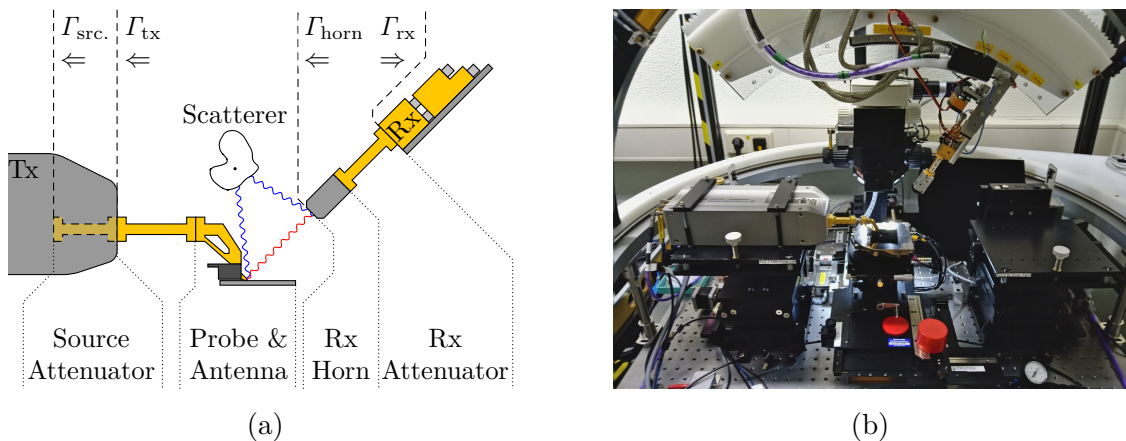 Γsrc. Γtx Γhorn Γrx
⇐ ⇐ ⇐ ⇒
Scatterer
Tx
Rx
Source Attenuator
Probe & Antenna
Rx Horn
Rx Attenuator
(a)
(b)